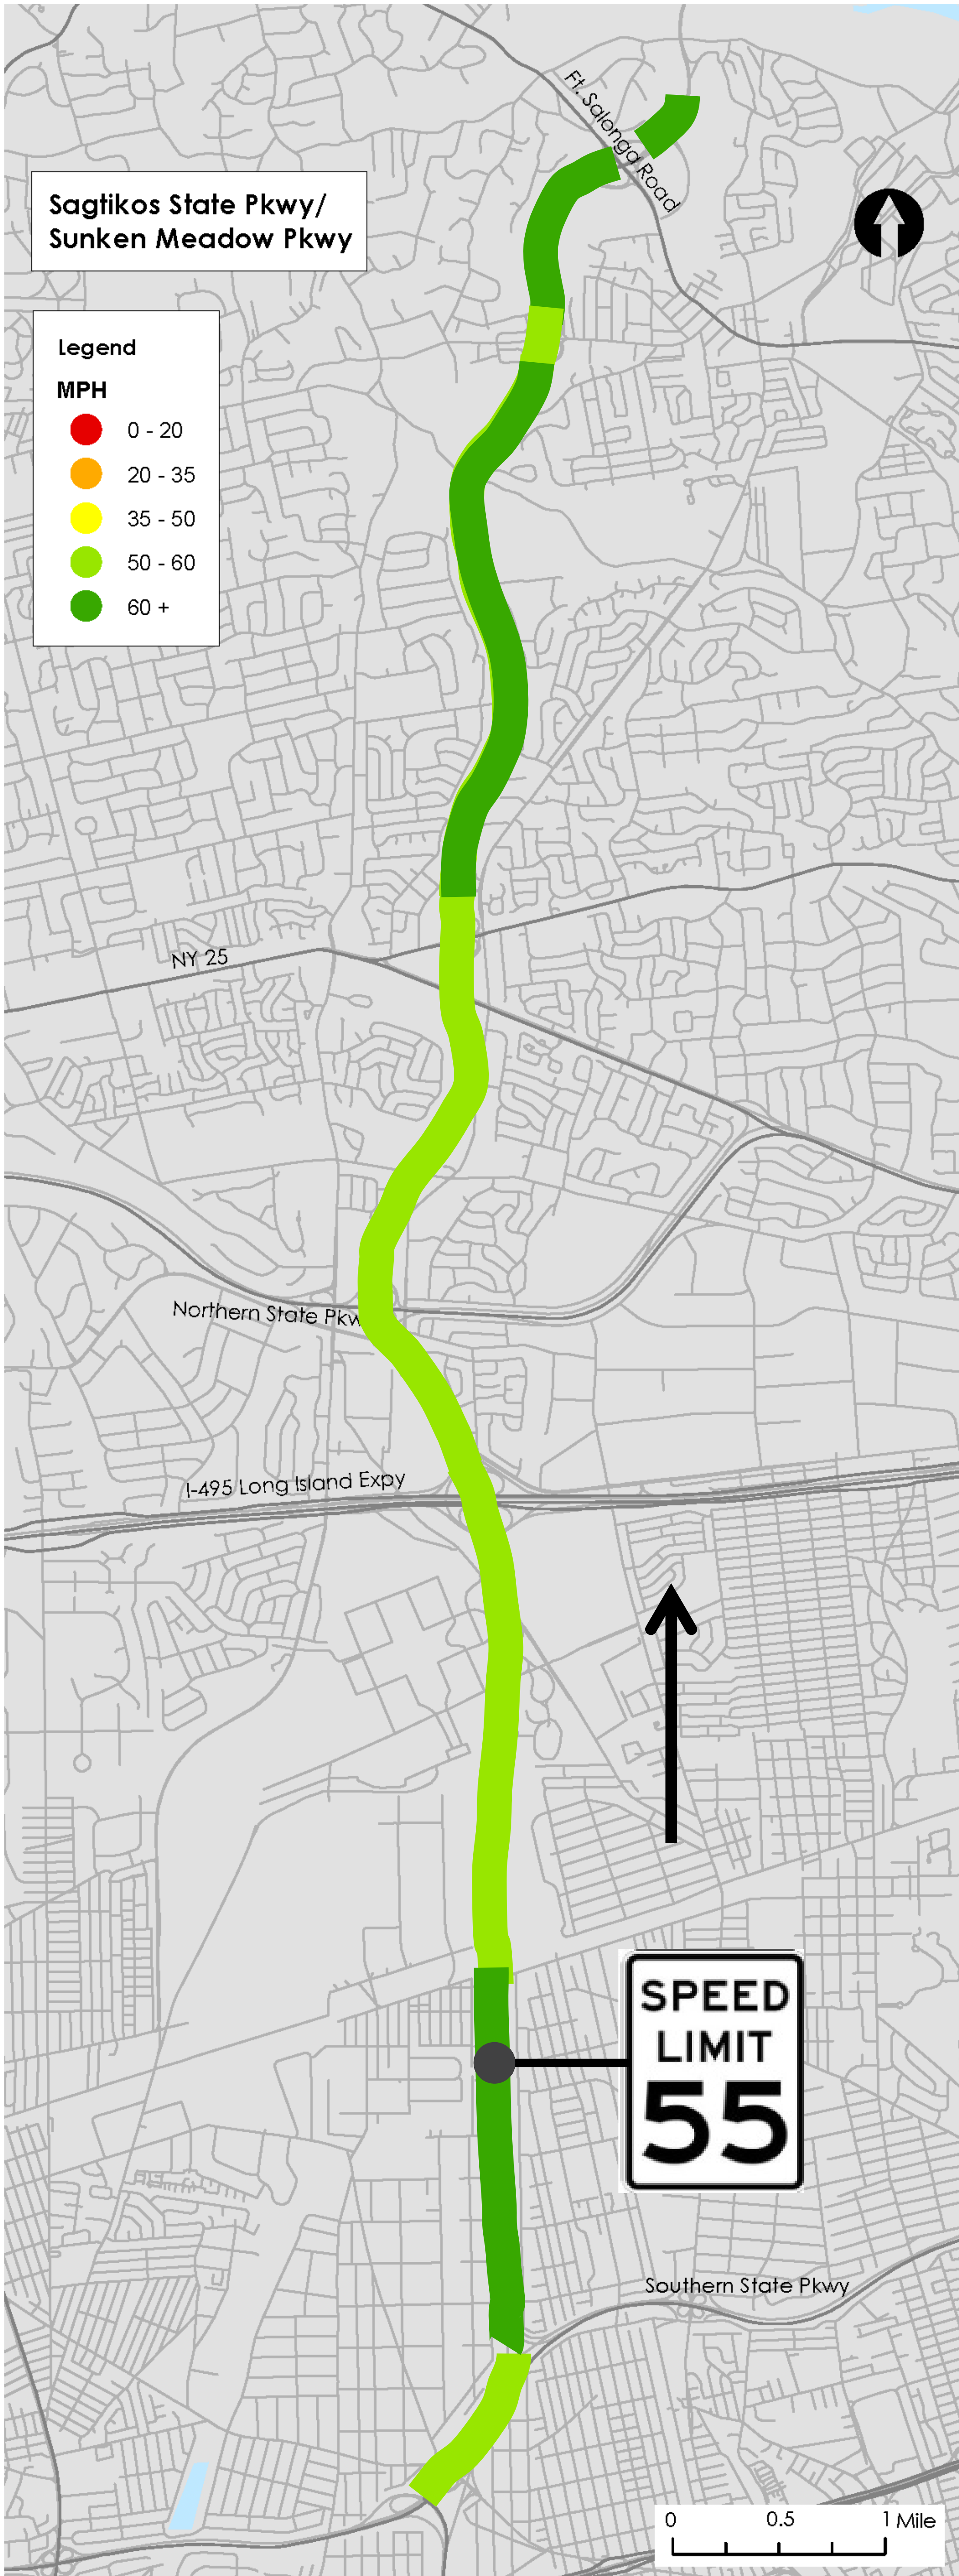 Ft. Salonga Road
Sagtikos State Pkwy/
Sunken Meadow Pkwy
Legend
MPH
0 - 20
20 - 35
35 - 50
50 - 60
60 +
NY 25
Northern State Pkw
I-495 Long Island Expy
SPEED
LIMIT
55
Southern State Pkwy
0 0.5 1 Mile